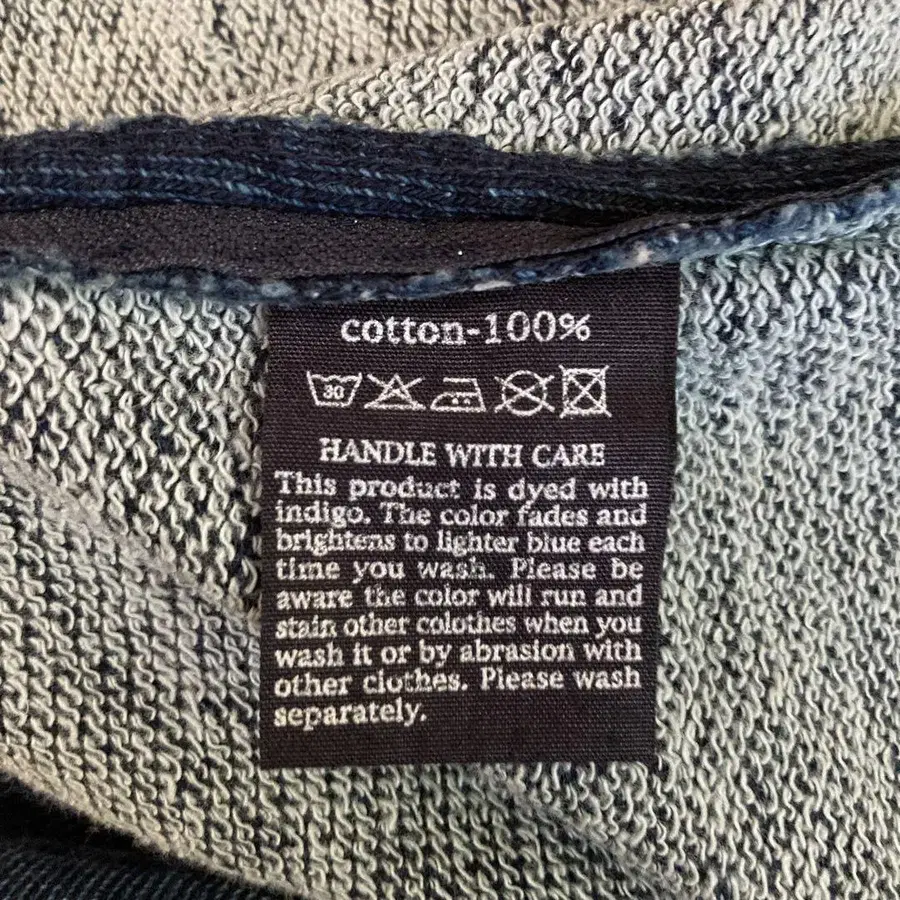 cotton-100%
30
HANDLE WITH CARE
This product is dyed with
indigo. The color fades and
brightens to lighter blue each
time you wash. Please be
aware the color will run and
stain other colothes when you
wash it or by abrasion with
other clothes. Please wash
separately.